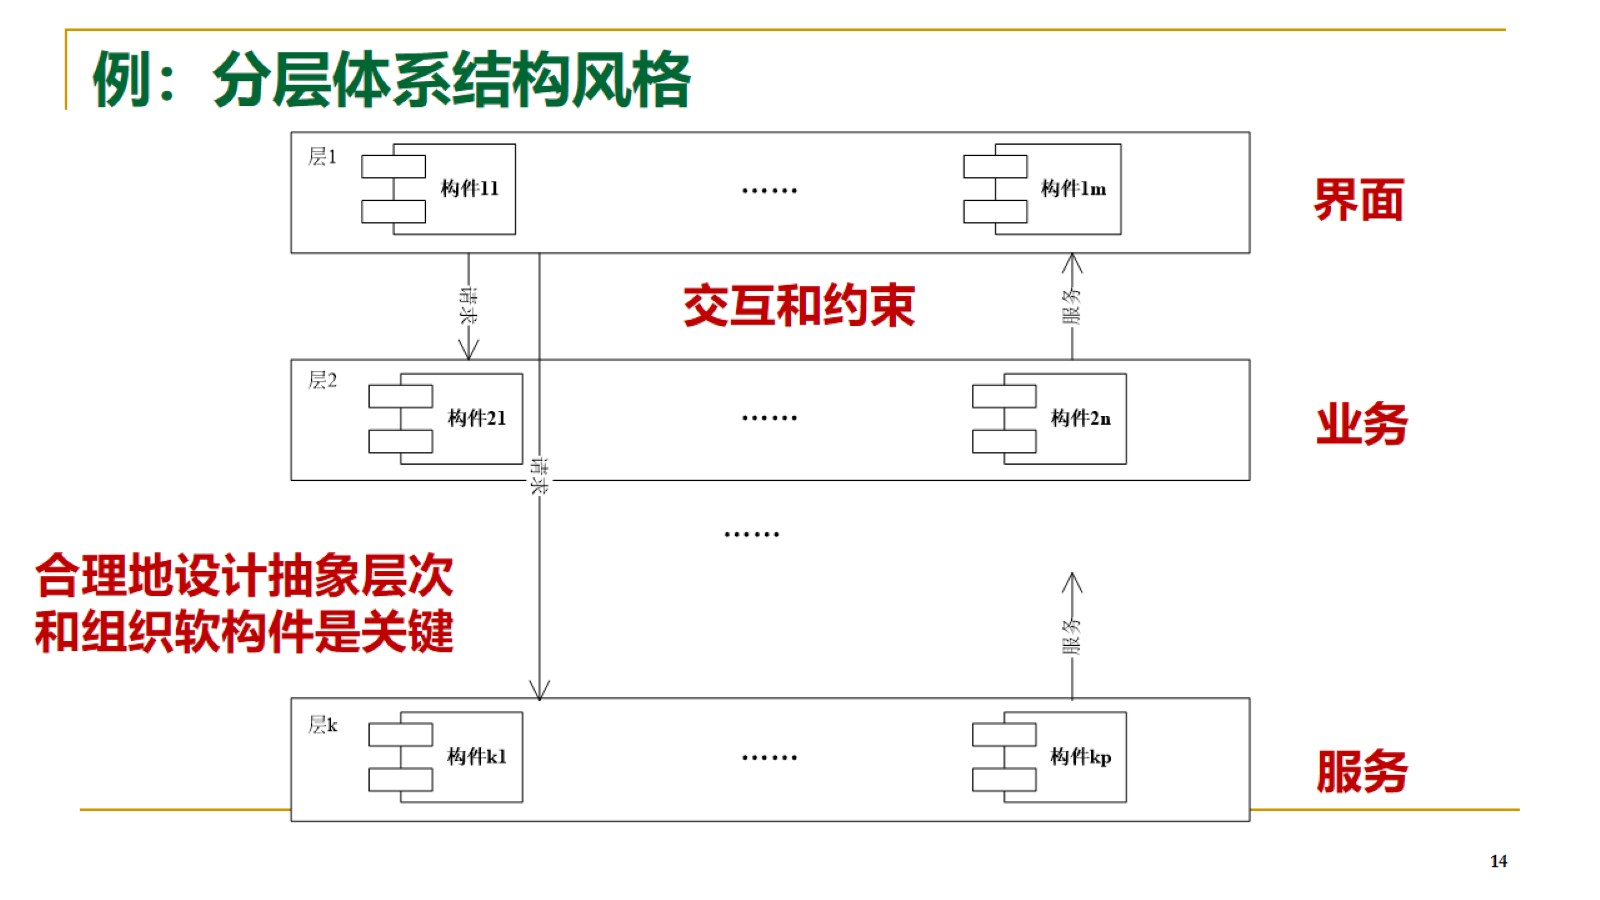 例：分层体系结构风格
层1
构件11
……
构件1m
界面
请求
交互和约束
服务
层2
构件21
……
构件2n
业务
请求
……
合理地设计抽象层次
和组织软构件是关键
服务
层k
构件k1
……
构件kp
服务
14